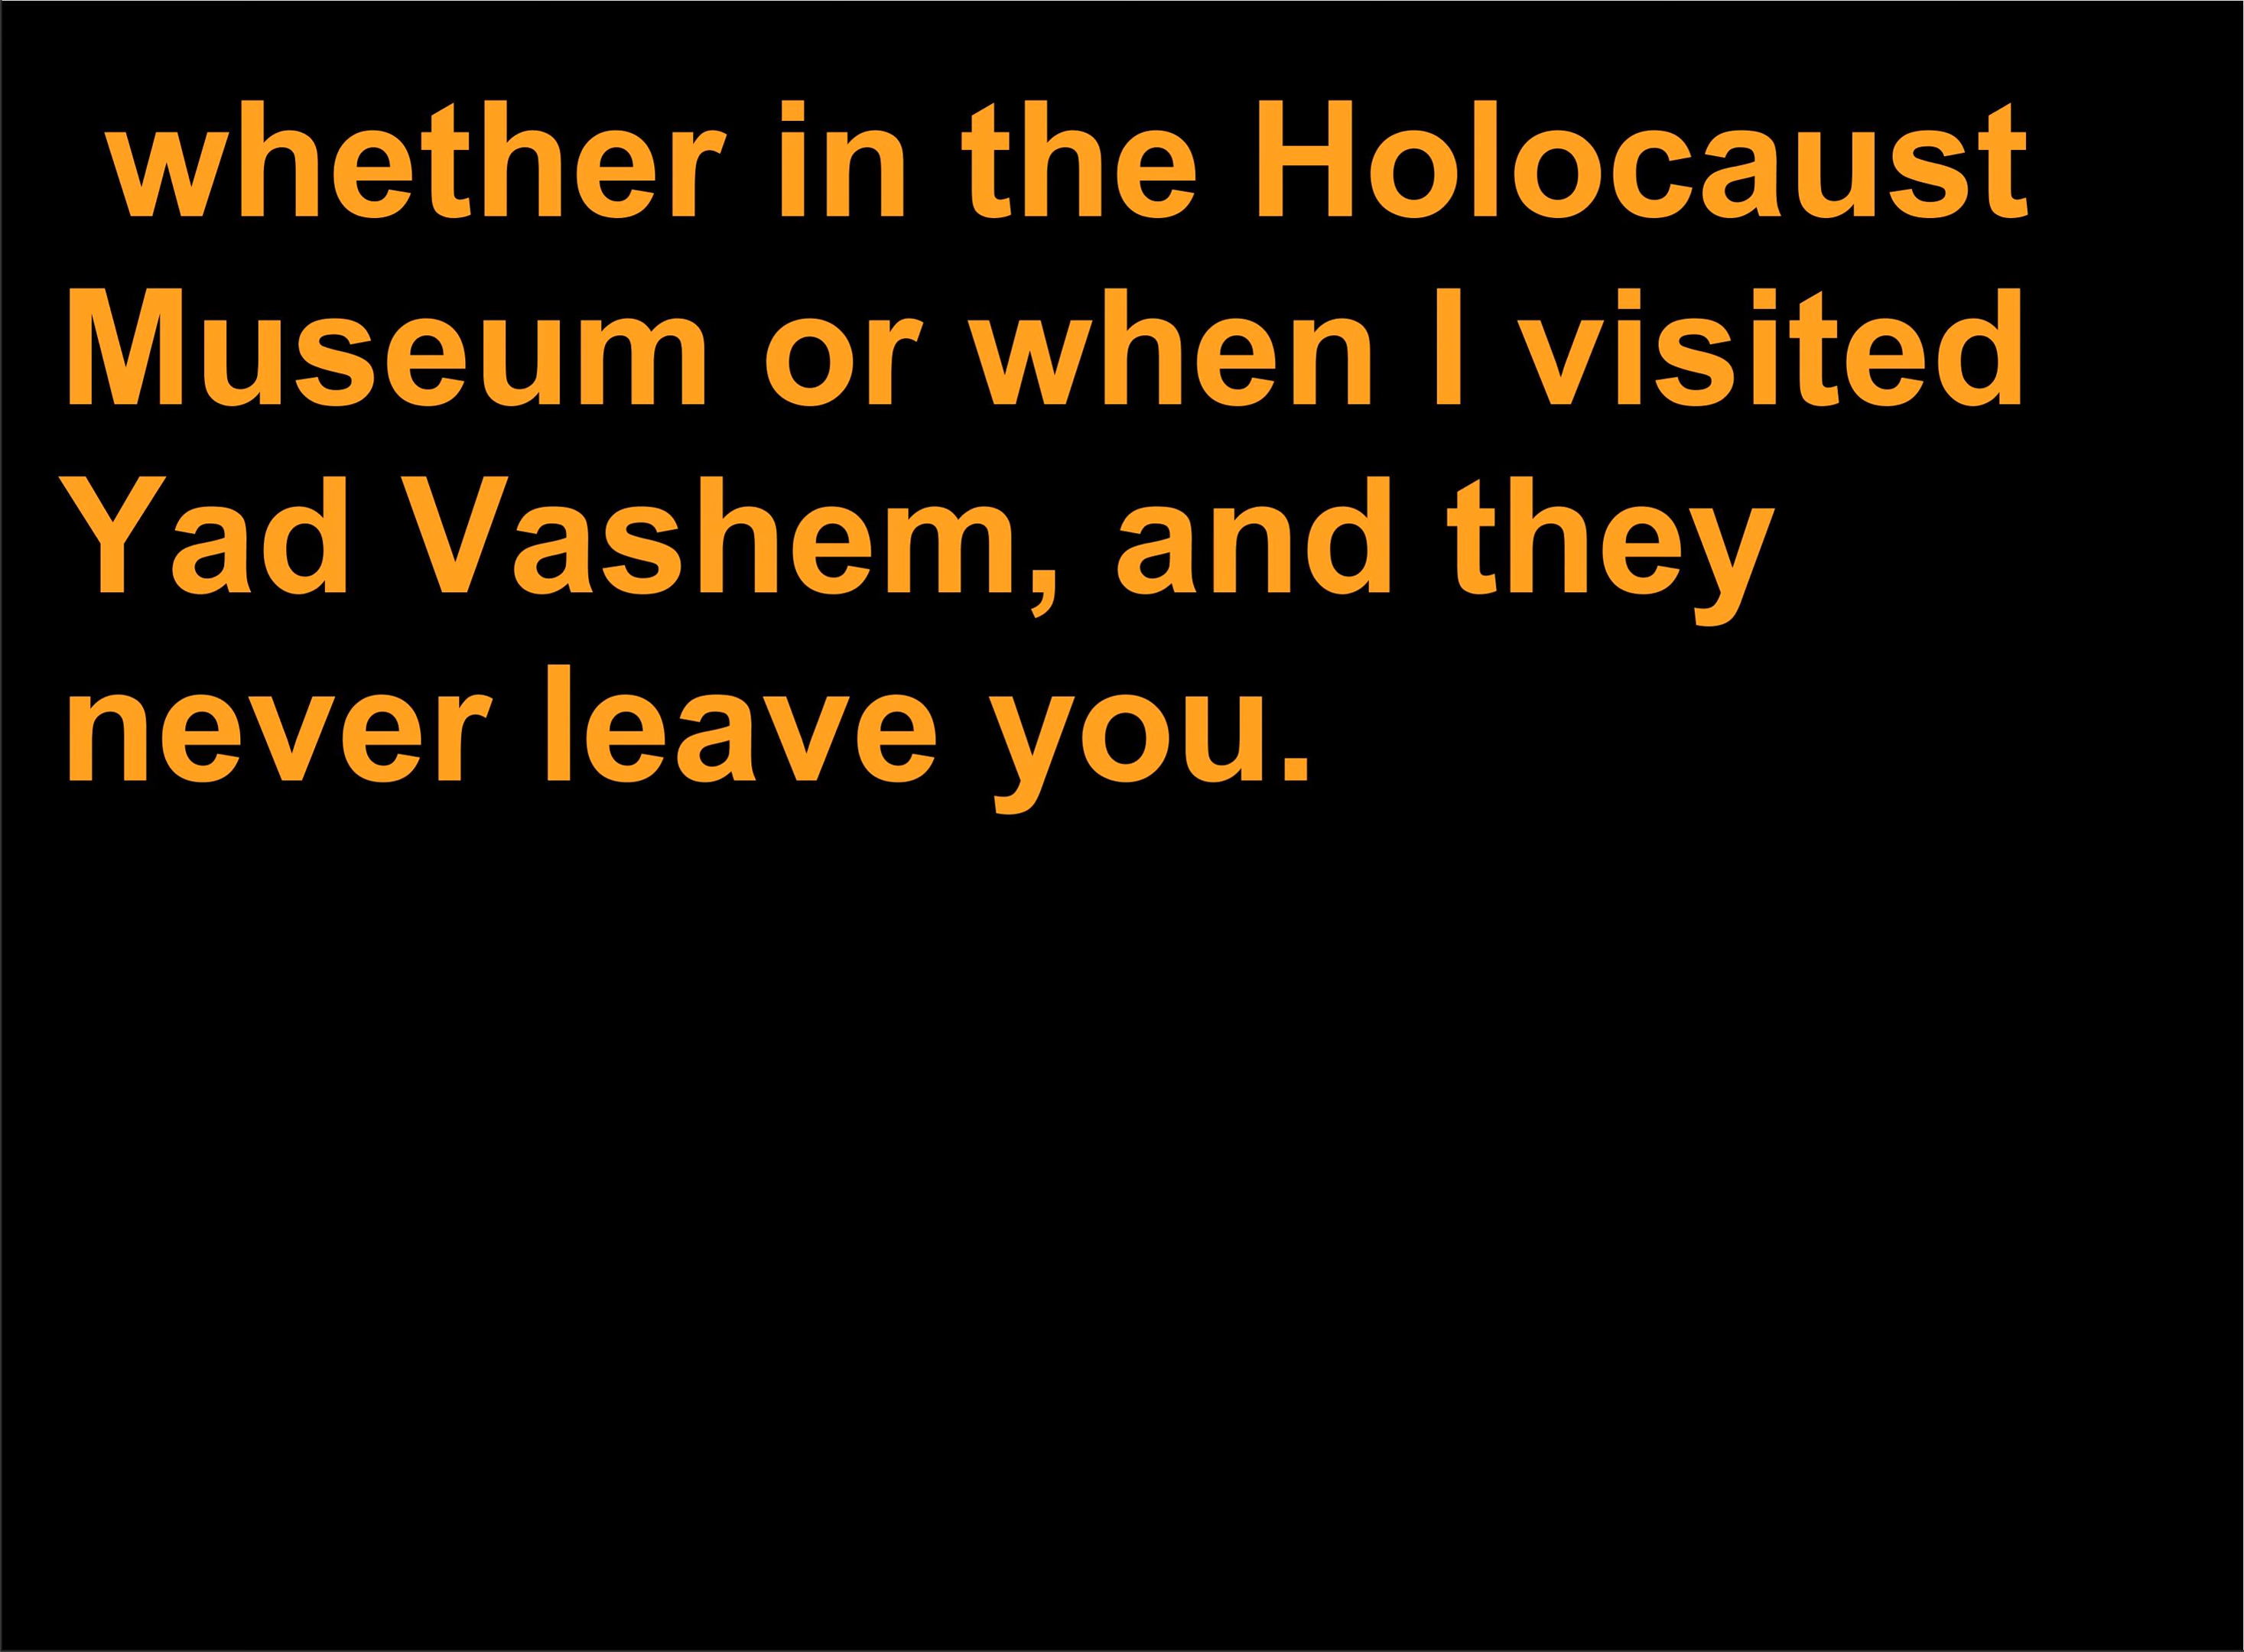 whether in the Holocaust
Museum or when I visited
Yad Vashem, and they
never leave you.